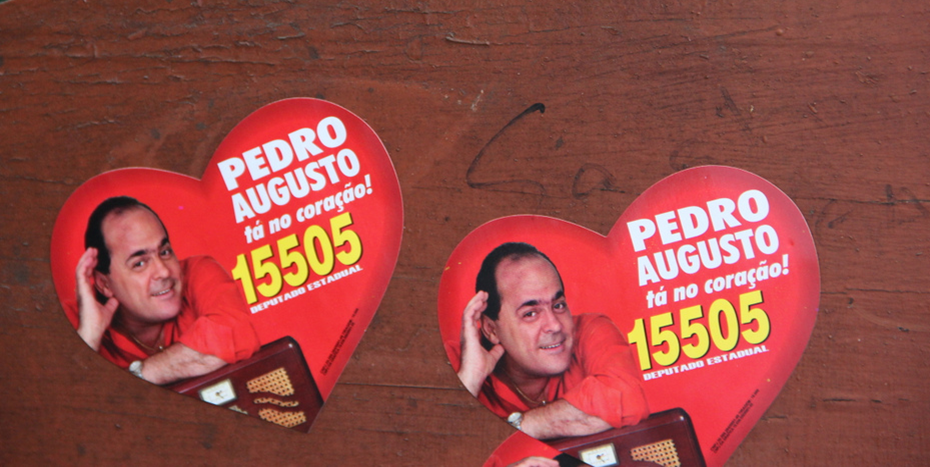 PEDRO
AUGUSTO
tá no coração!
15505
DEPUTADO ESTADUAL
PEDRO
AUGUSTO
tá no coração!
15505
DEPUTADO ESTADUAL